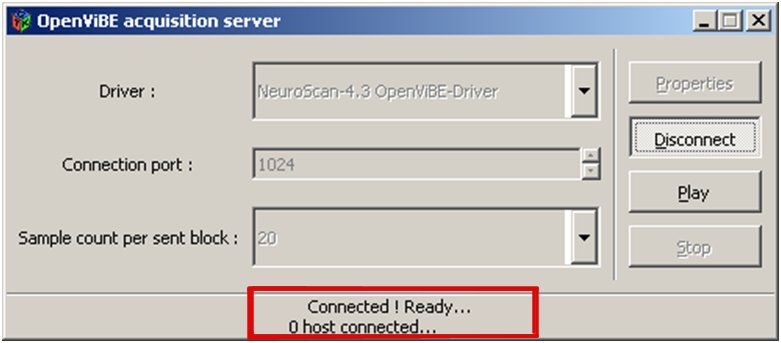 OpenViBE acquisition server
Driver :
NeuroScan-4.3 OpenViBE-Driver
Properties
Disconnect
Connection port :
1024
Play
Sample count per sent block :
20
Stop
Connected ! Ready...
0 host connected...